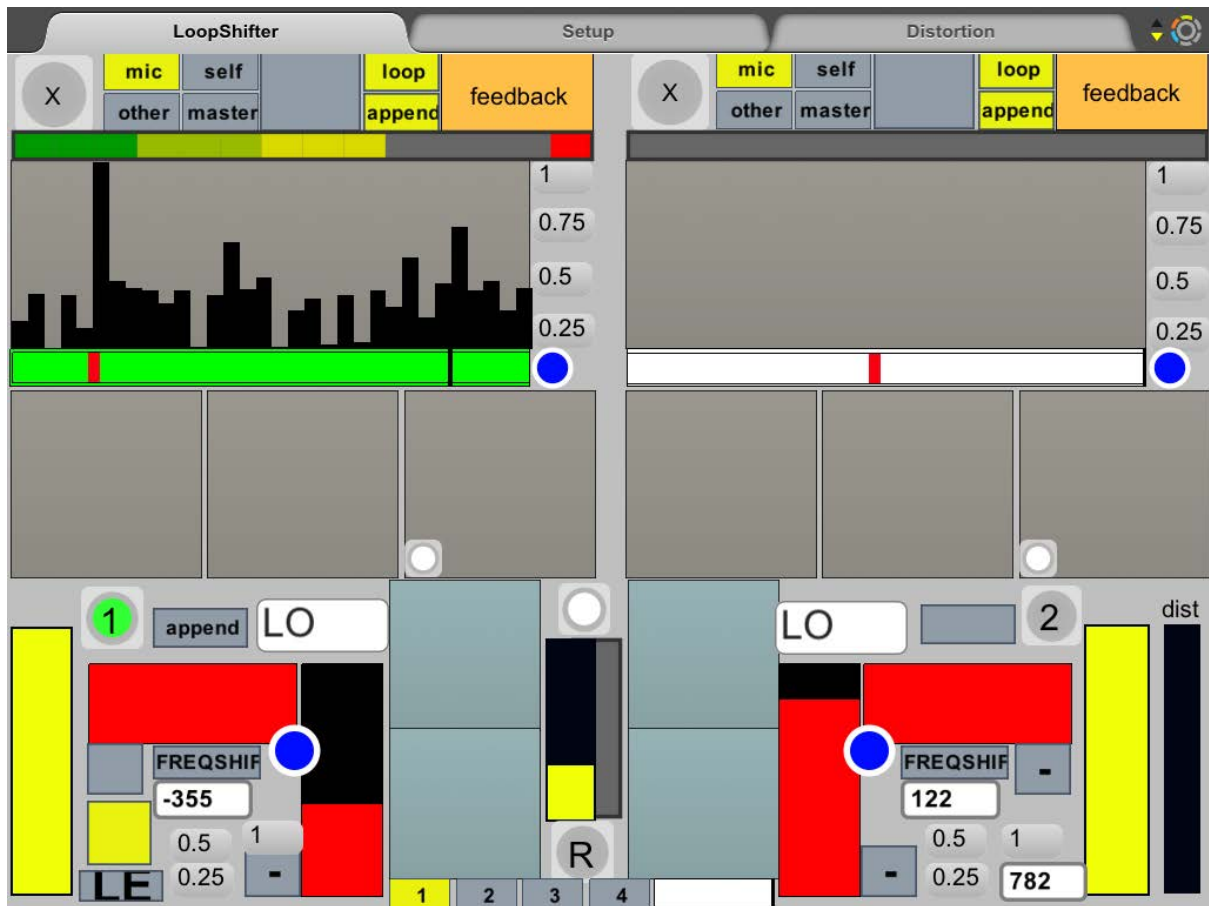 LoopShifter Setup Distortion
X mic self loop feedback
other master append
X mic self loop feedback
other master append
1
0.75
0.5
0.25
1
0.75
0.5
0.25
1 append LO
LO 2 dist
FREQSHIF
-355
0.5 1
0.25 -
LE
R
FREQSHIF -
122
0.5 1
- 0.25 782
1 2 3 4